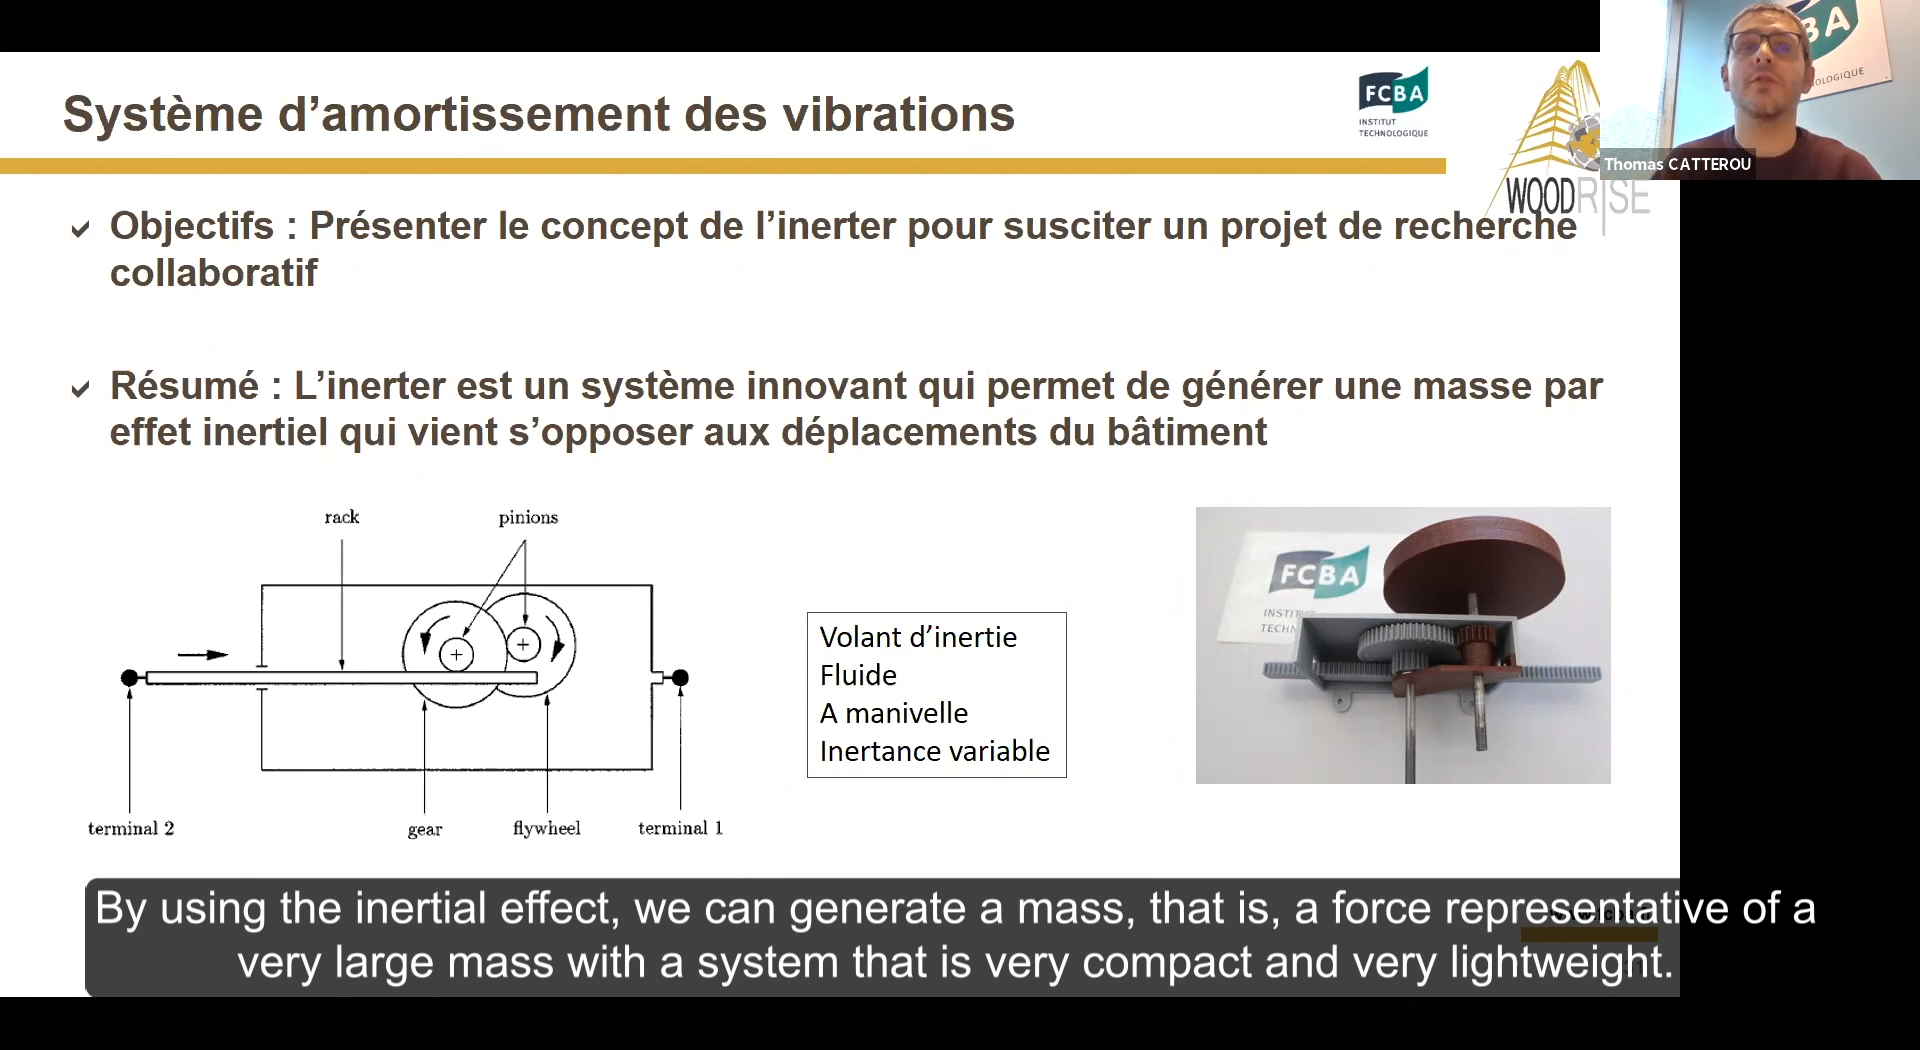 Système d’amortissement des vibrations
FCBA
INSTITUT
TECHNOLOGIQUE
WOODRISE
BA
OLOGIQUE
Thomas CATTEROU
Objectifs : Présenter le concept de l’inerter pour susciter un projet de recherche
collaboratif
Résumé : L’inerter est un système innovant qui permet de générer une masse par
effet inertiel qui vient s’opposer aux déplacements du bâtiment
rack
pinions
terminal 2
gear
flywheel
terminal 1
Volant d’inertie
Fluide
A manivelle
Inertance variable
FCBA
INSTIT
TECHN
By using the inertial effect, we can generate a mass, that is, a force representative of a
very large mass with a system that is very compact and very lightweight.